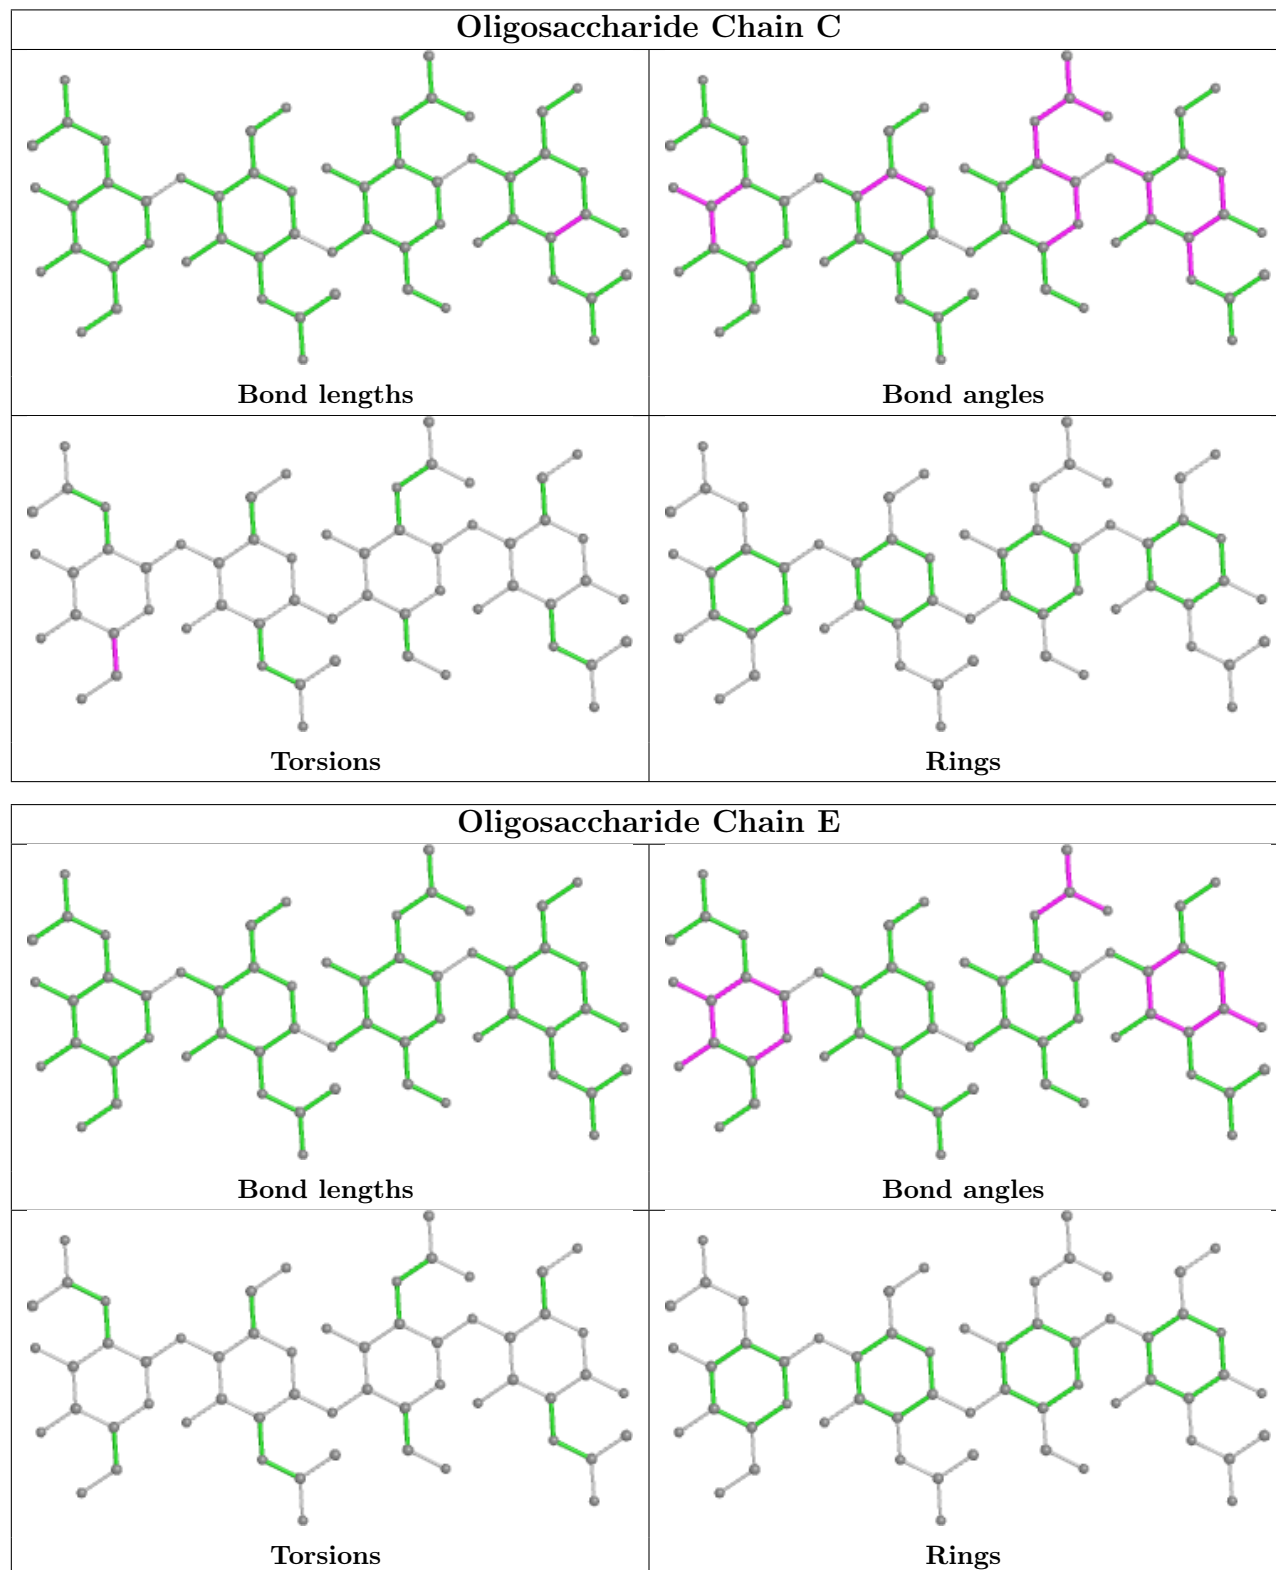 Oligosaccharide Chain C
Bond lengths
Bond angles
Torsions
Rings
Oligosaccharide Chain E
Bond lengths
Bond angles
Torsions
Rings